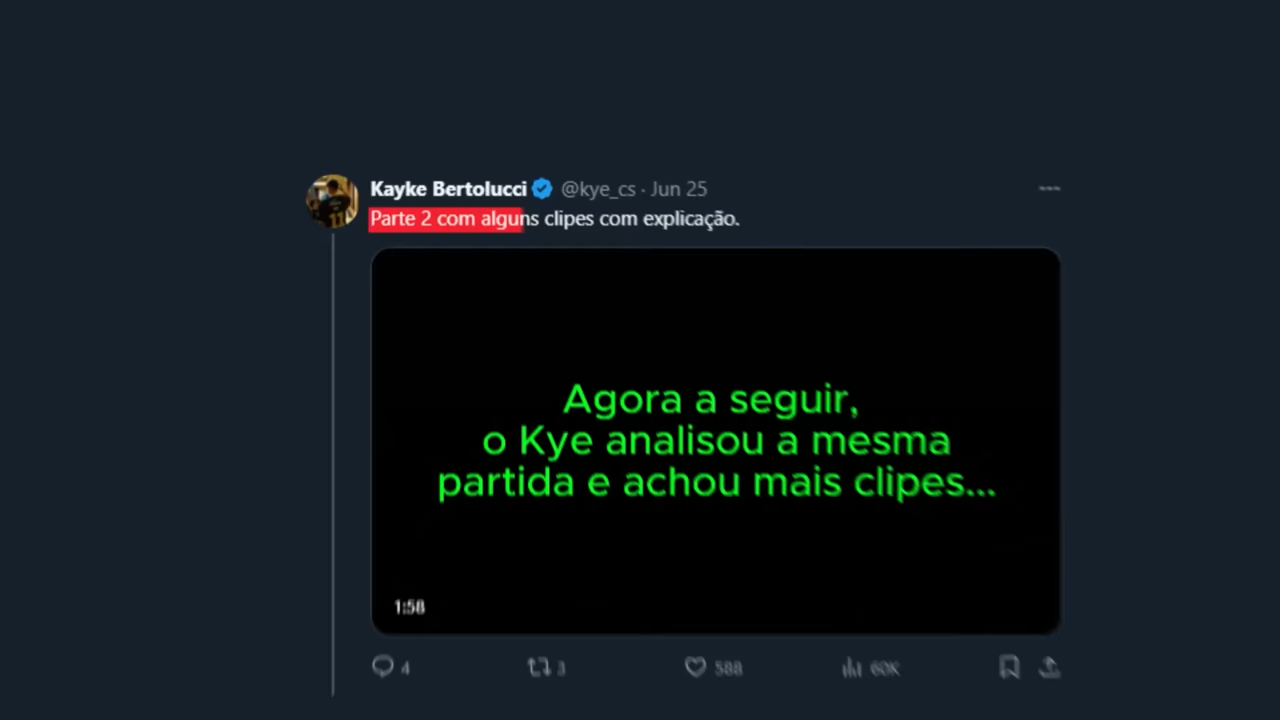 Kayke Bertolucci @kye_cs · Jun 25
Parte 2 com alguns clipes com explicação.
Agora a seguir,
o Kye analisou a mesma
partida e achou mais clipes...
1:58
4 3 588 60K